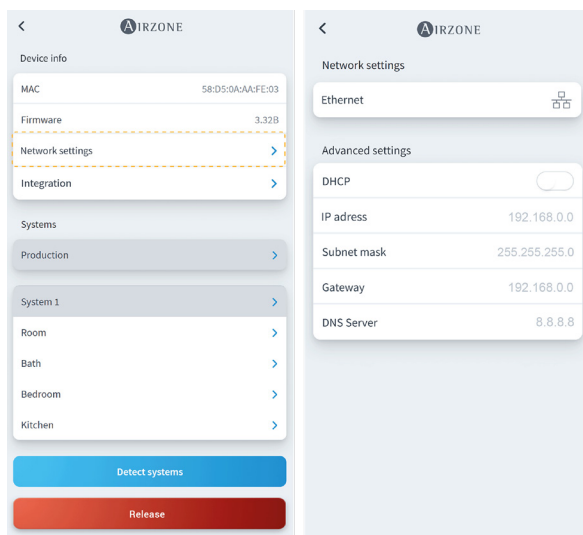 AIRZONE
Device info
MAC 58:D5:0A:AA:FE:03
Firmware 3.32B
Network settings
Integration
Systems
Production
System 1
Room
Bath
Bedroom
Kitchen
Detect systems
Release
AIRZONE
Network settings
Ethernet
Advanced settings
DHCP
IP adress 192.168.0.0
Subnet mask 255.255.255.0
Gateway 192.168.0.0
DNS Server 8.8.8.8